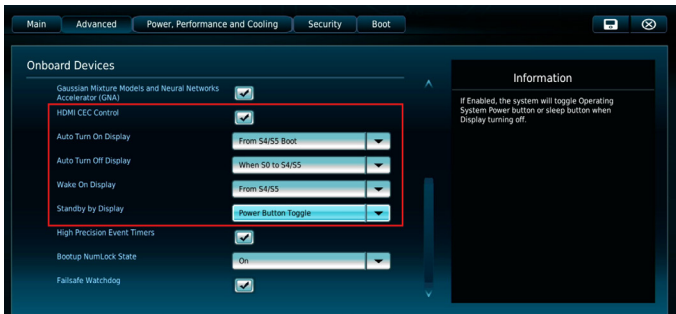 Main Advanced Power, Performance and Cooling Security Boot
Onboard Devices
Gaussian Mixture Models and Neural Networks
Accelerator (GNA)
HDMI CEC Control
Auto Turn On Display From S4/S5 Boot
Auto Turn Off Display When S0 to S4/S5
Wake On Display From S4/S5
Standby by Display Power Button Toggle
High Precision Event Timers
Bootup NumLock State On
Failsafe Watchdog
Information
If Enabled, the system will toggle Operating
System Power button or sleep button when
Display turning off.